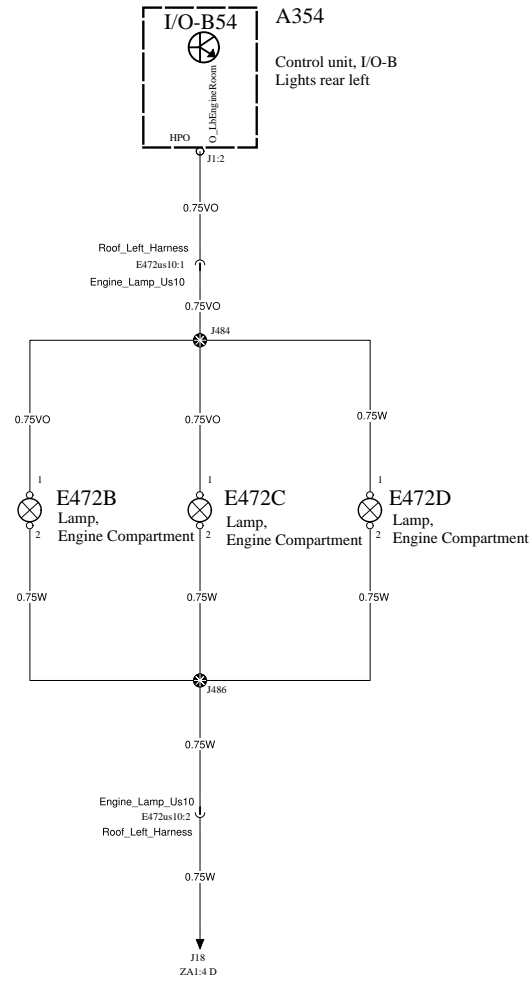 I/O-B54
A354
Control unit, I/O-B
Lights rear left
O_LbEngineRoom
HPO
J1:2
0.75VO
Roof_Left_Harness
E472us10:1
Engine_Lamp_Us10
0.75VO
J484
0.75VO
0.75VO
0.75W
1
1
1
E472B
Lamp,
Engine Compartment
E472C
Lamp,
Engine Compartment
E472D
Lamp,
Engine Compartment
2
2
2
0.75W
0.75W
0.75W
J486
0.75W
Engine_Lamp_Us10
E472us10:2
Roof_Left_Harness
0.75W
J18
ZA1:4 D